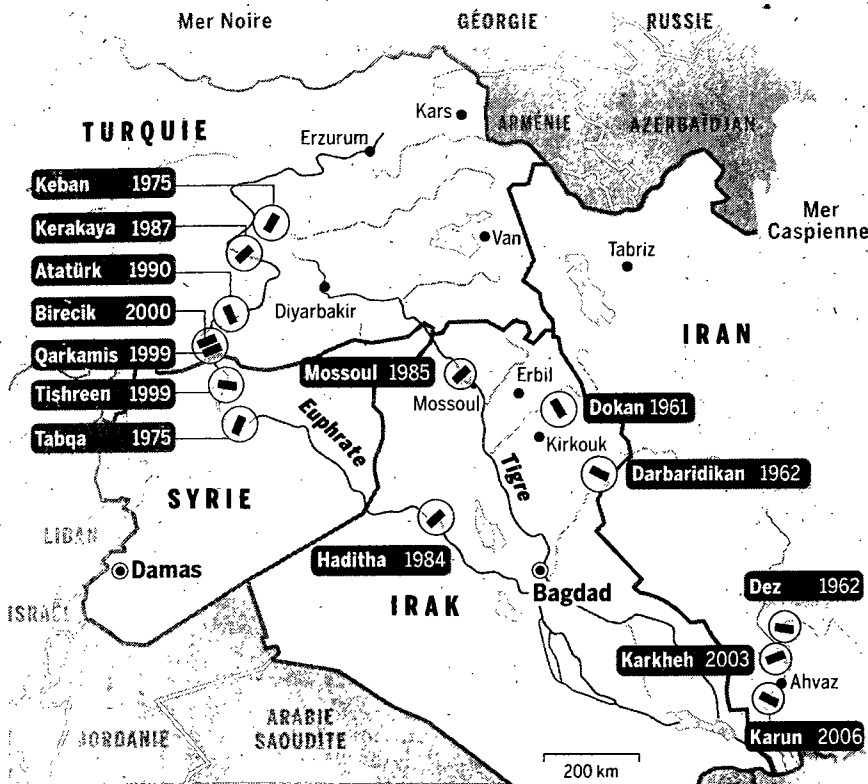 Mer Noire
GÉORGIE
RUSSIE
Kars
ARMÉNIE
AZERBAÏDJAN
TURQUIE
Erzurum
Keban 1975
Kerakaya 1987
Atatürk 1990
Birecik 2000
Qarkamis 1999
Tishreen 1999
Tabqa 1975
Van
Tabriz
Mer
Caspienne
Diyarbakir
IRAN
Mossoul 1985
Mossoul
Erbil
Dokan 1961
Kirkouk
Euphrate
Tigre
Darbaridikan 1962
SYRIE
LIBAN
Damas
Haditha 1984
ISRAËL
IRAK
Bagdad
Dez 1962
Karkheh 2003
Ahvaz
Karun 2006
JORDANIE
ARABIE
SAOUDITE
200 km